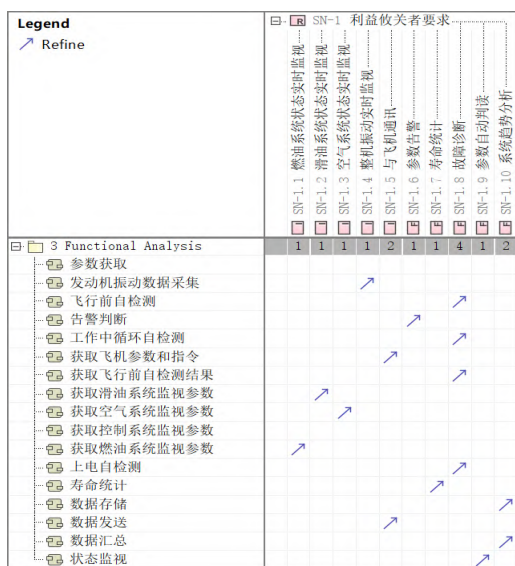 Legend
Refine
SN-1 利益攸关者要求
SN-1.1 燃油系统状态实时监视
SN-1.2 滑油系统状态实时监视
SN-1.3 空气系统状态实时监视
SN-1.4 整机振动实时监视
SN-1.5 与飞机通讯
SN-1.6 参数告警
SN-1.7 寿命统计
SN-1.8 故障诊断
SN-1.9 参数自动判读
SN-1.10 系统趋势分析
3 Functional Analysis 1 1 1 1 2 1 1 4 1 2
参数获取
发动机振动数据采集
飞行前自检测
告警判断
工作中循环自检测
获取飞机参数和指令
获取飞行前自检测结果
获取滑油系统监视参数
获取空气系统监视参数
获取控制系统监视参数
获取燃油系统监视参数
上电自检测
寿命统计
数据存储
数据发送
数据汇总
状态监视